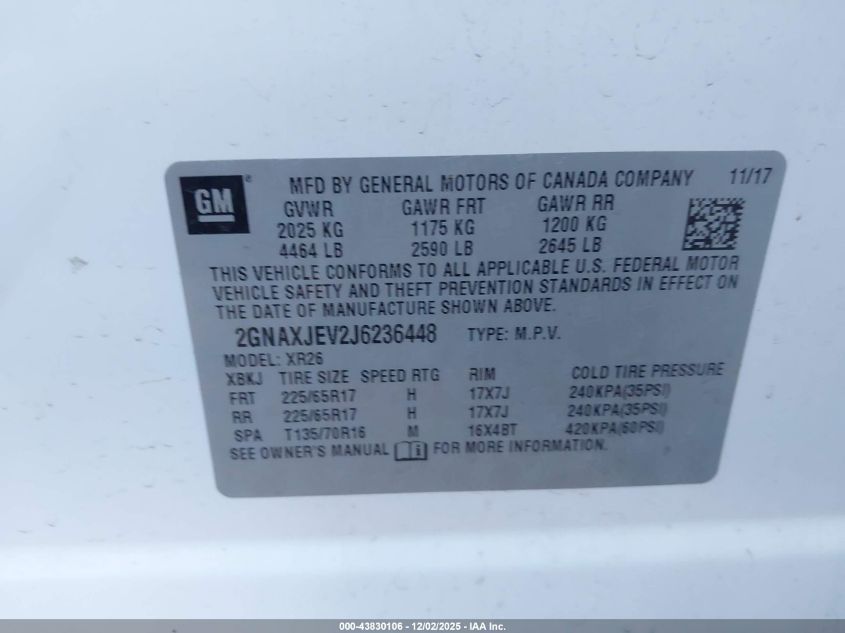 GM ® MFD BY GENERAL MOTORS OF CANADA COMPANY 11/17
GVWR GAWR FRT GAWR RR
2025 KG 1175 KG 1200 KG
4464 LB 2590 LB 2645 LB
THIS VEHICLE CONFORMS TO ALL APPLICABLE U.S. FEDERAL MOTOR
VEHICLE SAFETY AND THEFT PREVENTION STANDARDS IN EFFECT ON
THE DATE OF MANUFACTURE SHOWN ABOVE.
2GNAXJEV2J6236448 TYPE: M.P.V.
MODEL: XR26
XBKJ TIRE SIZE SPEED RTG RIM COLD TIRE PRESSURE
FRT 225/65R17 H 17X7J 240KPA(35PSI)
RR 225/65R17 H 17X7J 240KPA(35PSI)
SPA T135/70R16 M 16X4BT 420KPA(60PSI)
SEE OWNER'S MANUAL FOR MORE INFORMATION.
000-43830106 - 12/02/2025 - IAA Inc.